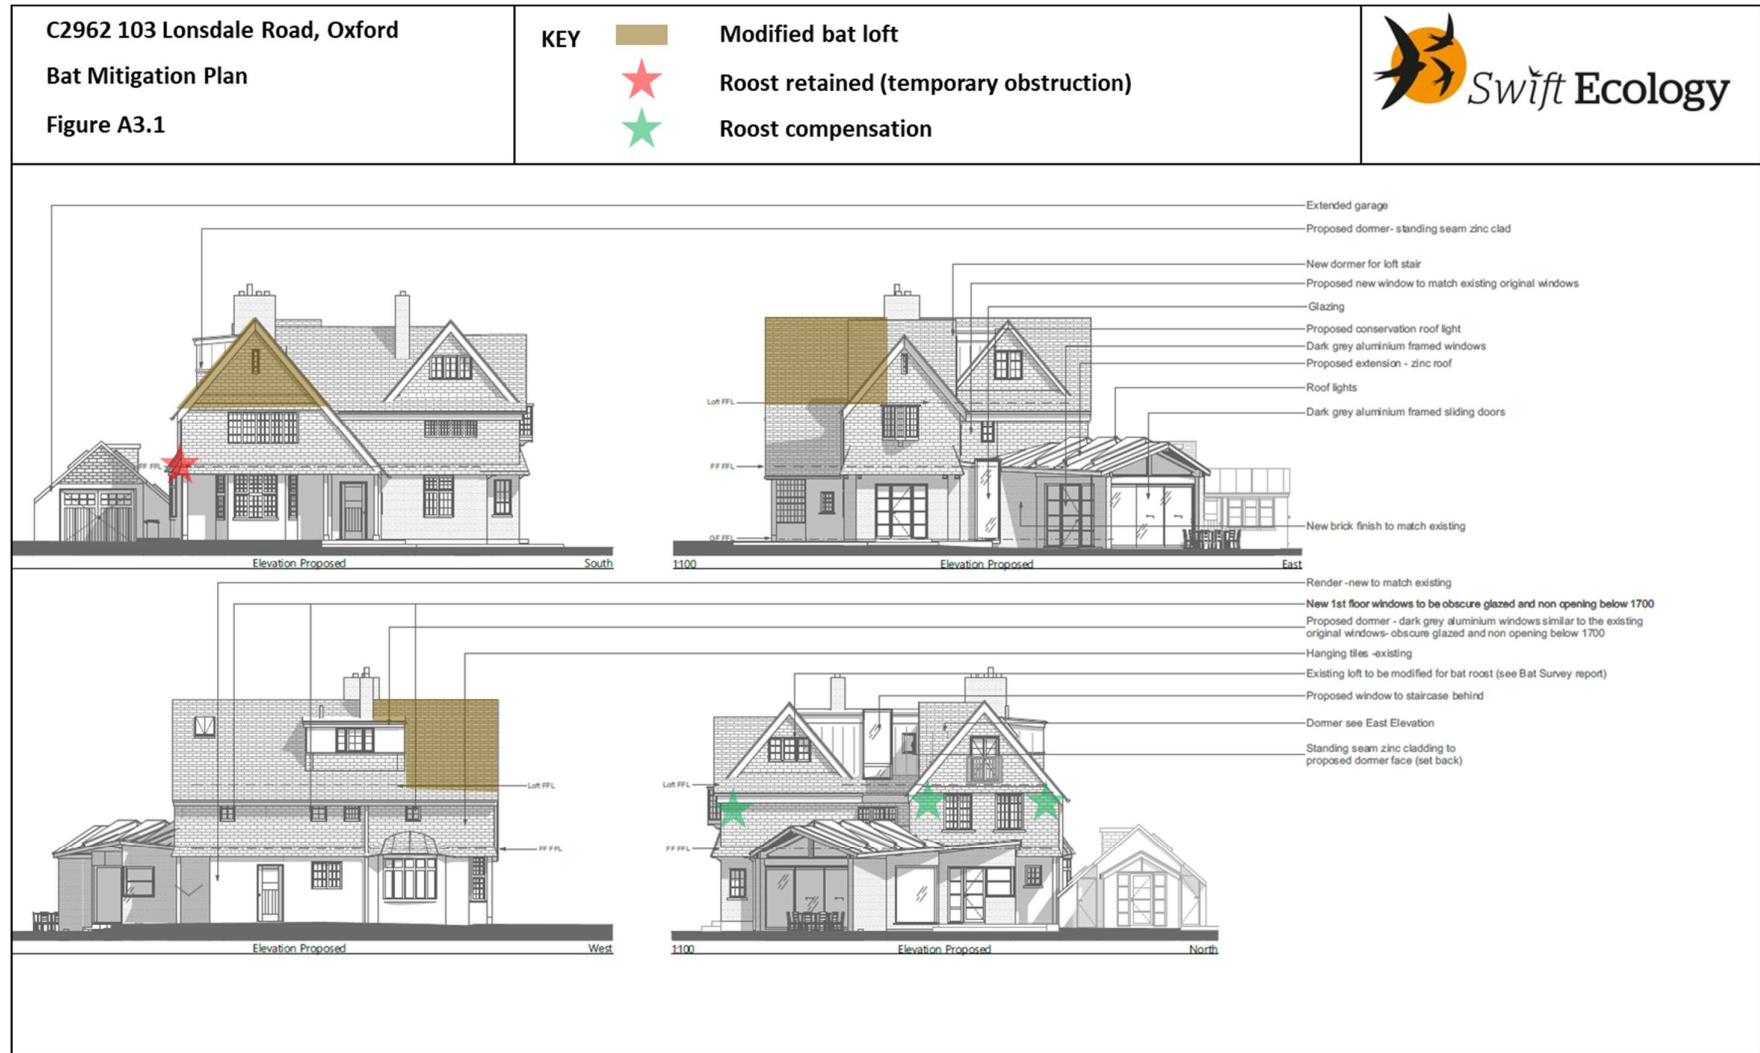 C2962 103 Lonsdale Road, Oxford
Bat Mitigation Plan
Figure A3.1
KEY
Modified bat loft
Roost retained (temporary obstruction)
Roost compensation
Swift Ecology
Extended garage
Proposed dormer- standing seam zinc clad
New dormer for loft stair
Proposed new window to match existing original windows
Glazing
Proposed conservation roof light
Dark grey aluminium framed windows
Proposed extension - zinc roof
Roof lights
Dark grey aluminium framed sliding doors
New brick finish to match existing
FF FFL
Loft FFL
FF FFL
GF FFL
Elevation Proposed
South
1:100
Elevation Proposed
East
Render -new to match existing
New 1st floor windows to be obscure glazed and non opening below 1700
Proposed dormer - dark grey aluminium windows similar to the existing
original windows- obscure glazed and non opening below 1700
Hanging tiles -existing
Existing loft to be modified for bat roost (see Bat Survey report)
Proposed window to staircase behind
Dormer see East Elevation
Standing seam zinc cladding to
proposed dormer face (set back)
Loft FFL
FF FFL
Loft FFL
FF FFL
Elevation Proposed
West
1:100
Elevation Proposed
North